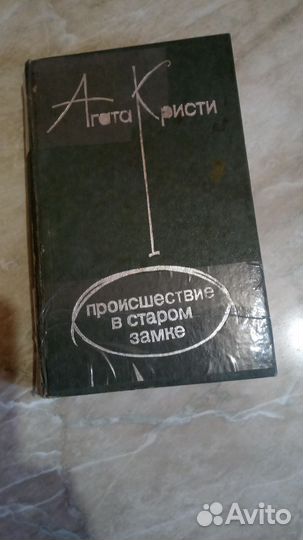 Агата Кристи
происшествие
в старом
замке
Avito